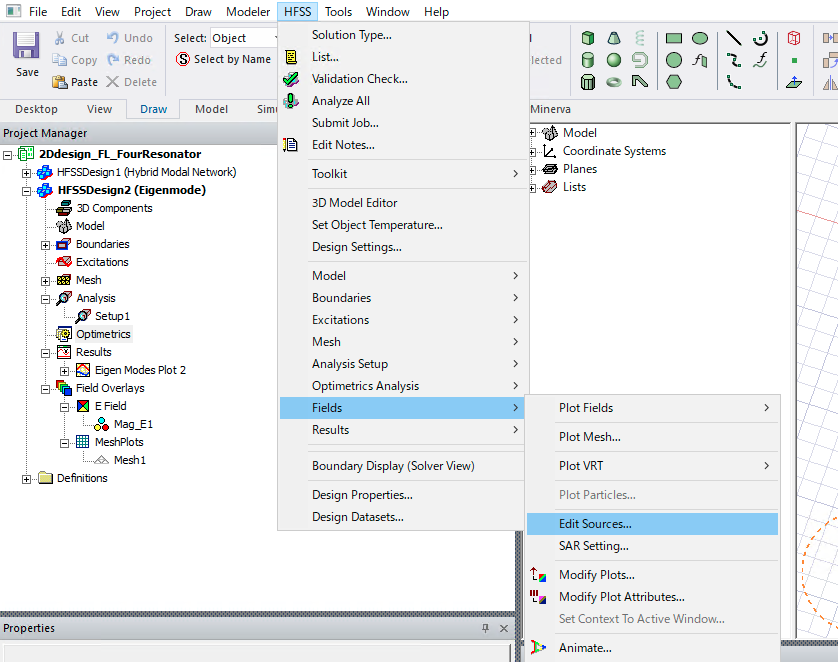 File Edit View Project Draw Modeler HFSS Tools Window Help
Save
Cut
Copy
Paste
Undo
Redo
Delete
Select: Object
Select by Name
lected
Desktop View Draw Model Simu
Minerva
Project Manager
2Ddesign_FL_FourResonator
HFSSDesign1 (Hybrid Modal Network)
HFSSDesign2 (Eigenmode)
3D Components
Model
Boundaries
Excitations
Mesh
Analysis
Setup1
Optimetrics
Results
Eigen Modes Plot 2
Field Overlays
E Field
Mag_E1
MeshPlots
Mesh1
Definitions
Properties
Solution Type...
List...
Validation Check...
Analyze All
Submit Job...
Edit Notes...
Toolkit
3D Model Editor
Set Object Temperature...
Design Settings...
Model
Boundaries
Excitations
Mesh
Analysis Setup
Optimetrics Analysis
Fields
Results
Boundary Display (Solver View)
Design Properties...
Design Datasets...
Model
Coordinate Systems
Planes
Lists
Plot Fields
Plot Mesh...
Plot VRT
Plot Particles...
Edit Sources...
SAR Setting...
Modify Plots...
Modify Plot Attributes...
Set Context To Active Window...
Animate...